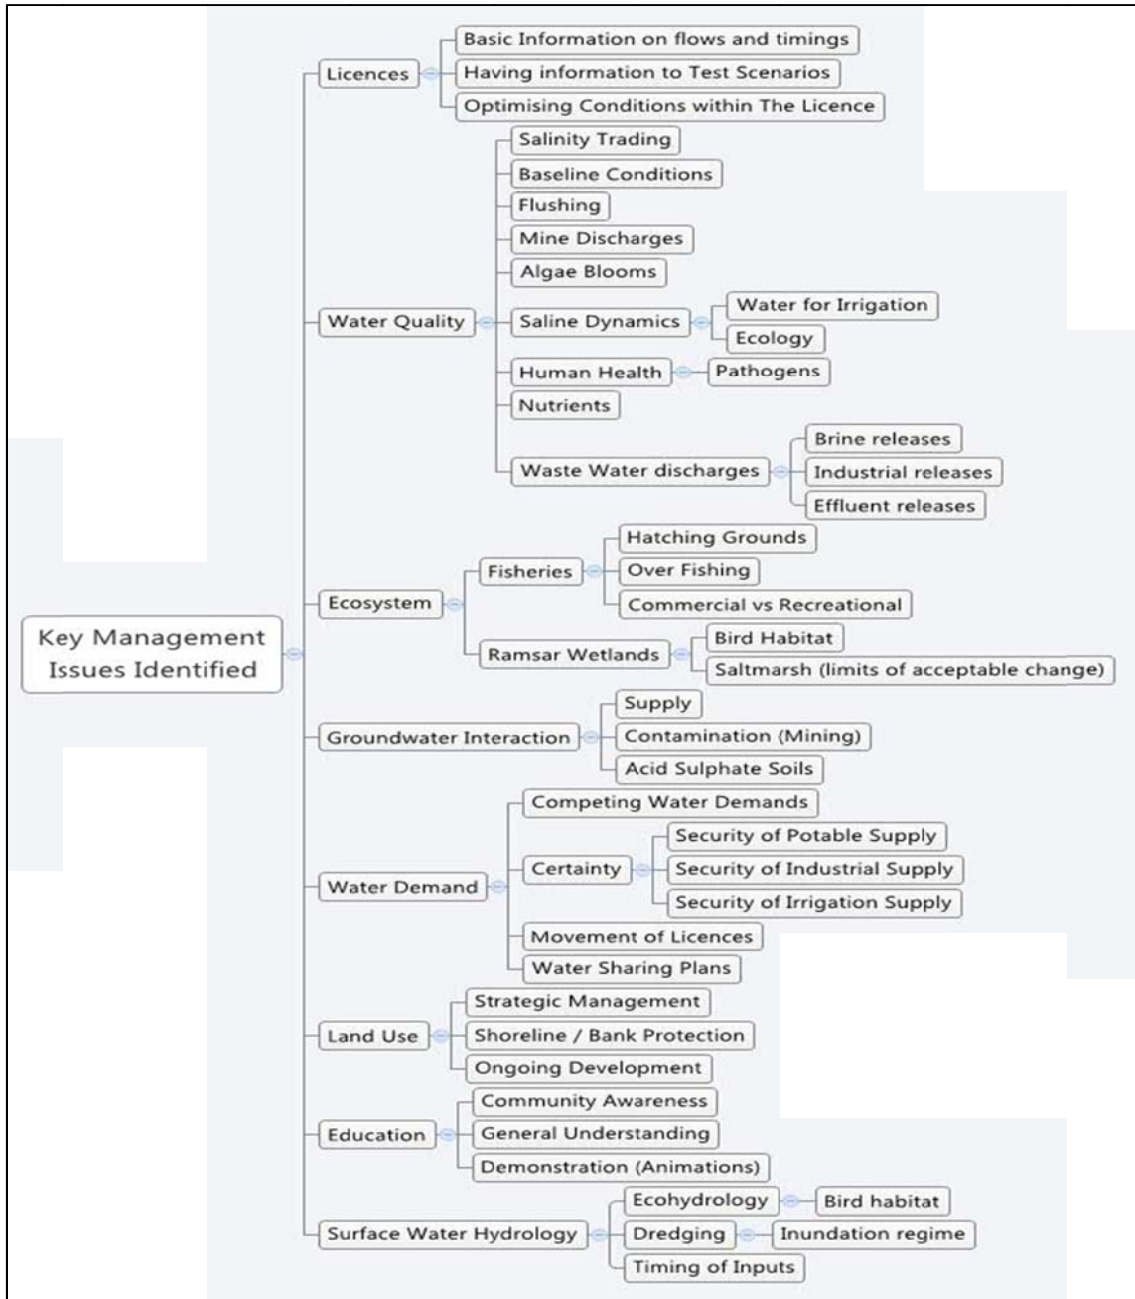 Basic Information on flows and timings
Licences
Having information to Test Scenarios
Optimising Conditions within The Licence
Salinity Trading
Baseline Conditions
Flushing
Mine Discharges
Algae Blooms
Water for Irrigation
Water Quality
Saline Dynamics
Ecology
Human Health
Pathogens
Nutrients
Brine releases
Waste Water discharges
Industrial releases
Effluent releases
Hatching Grounds
Fisheries
Over Fishing
Ecosystem
Commercial vs Recreational
Key Management
Issues Identified
Bird Habitat
Ramsar Wetlands
Saltmarsh (limits of acceptable change)
Supply
Groundwater Interaction
Contamination (Mining)
Acid Sulphate Soils
Competing Water Demands
Security of Potable Supply
Water Demand
Certainty
Security of Industrial Supply
Security of Irrigation Supply
Movement of Licences
Water Sharing Plans
Strategic Management
Land Use
Shoreline / Bank Protection
Ongoing Development
Community Awareness
Education
General Understanding
Demonstration (Animations)
Ecohydrology
Bird habitat
Surface Water Hydrology
Dredging
Inundation regime
Timing of Inputs